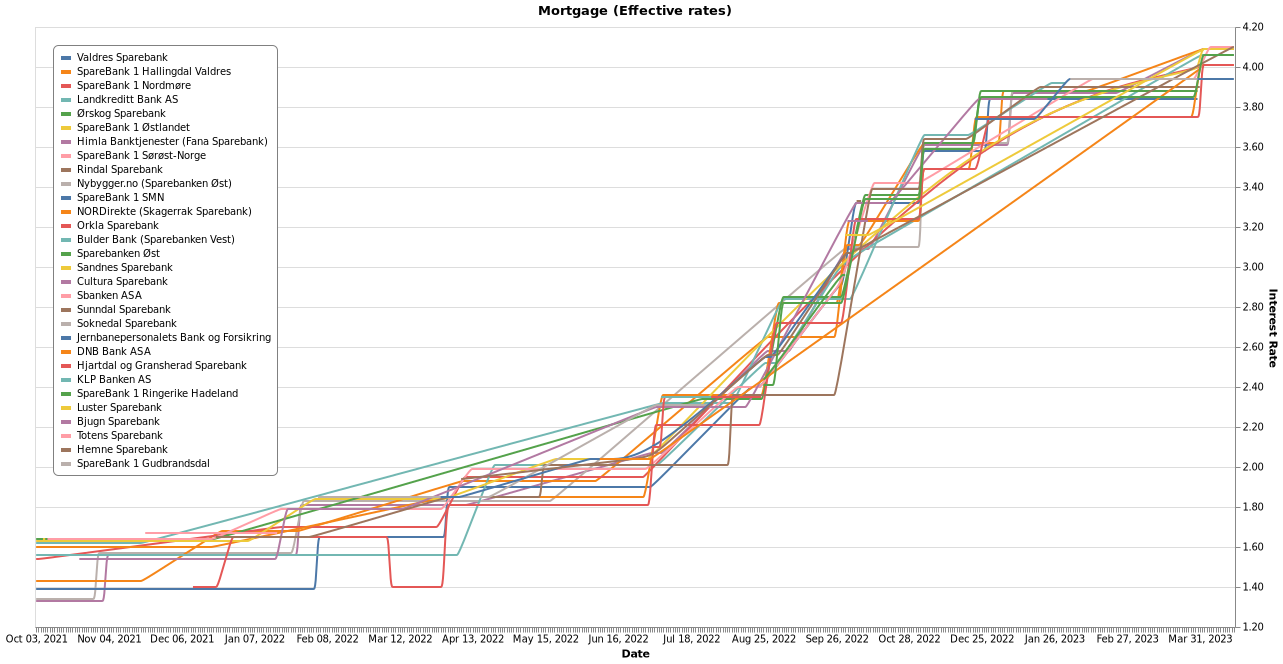 Mortgage (Effective rates)
Valdres Sparebank
SpareBank 1 Hallingdal Valdres
SpareBank 1 Nordmøre
Landkreditt Bank AS
Ørskog Sparebank
SpareBank 1 Østlandet
Himla Banktjenester (Fana Sparebank)
SpareBank 1 Sørøst-Norge
Rindal Sparebank
Nybygger.no (Sparebanken Øst)
SpareBank 1 SMN
NORDirekte (Skagerrak Sparebank)
Orkla Sparebank
Bulder Bank (Sparebanken Vest)
Sparebanken Øst
Sandnes Sparebank
Cultura Sparebank
Sbanken ASA
Sunndal Sparebank
Soknedal Sparebank
Jernbanepersonalets Bank og Forsikring
DNB Bank ASA
Hjartdal og Gransherad Sparebank
KLP Banken AS
SpareBank 1 Ringerike Hadeland
Luster Sparebank
Bjugn Sparebank
Totens Sparebank
Hemne Sparebank
SpareBank 1 Gudbrandsdal
4.20
4.00
3.80
3.60
3.40
3.20
3.00
2.80
2.60
2.40
2.20
2.00
1.80
1.60
1.40
1.20
Interest Rate
Oct 03, 2021 Nov 04, 2021 Dec 06, 2021 Jan 07, 2022 Feb 08, 2022 Mar 12, 2022 Apr 13, 2022 May 15, 2022 Jun 16, 2022 Jul 18, 2022 Aug 25, 2022 Sep 26, 2022 Oct 28, 2022 Dec 25, 2022 Jan 26, 2023 Feb 27, 2023 Mar 31, 2023
Date